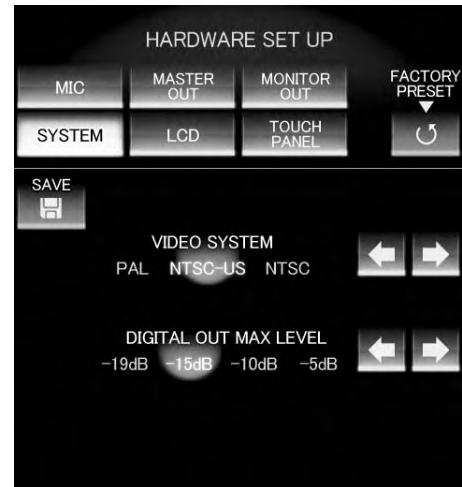 HARDWARE SET UP
MIC
MASTER
OUT
MONITOR
OUT
FACTORY
PRESET
SYSTEM
LCD
TOUCH
PANEL
SAVE
VIDEO SYSTEM
PAL NTSC-US NTSC
DIGITAL OUT MAX LEVEL
-19dB -15dB -10dB -5dB